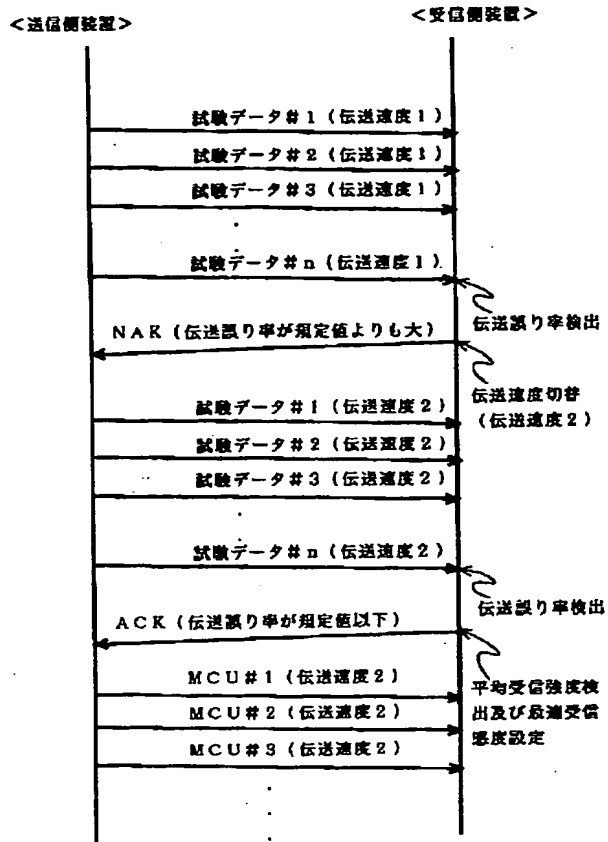 <送信側装置>
<受信側装置>
試験データ#1(伝送速度1)
試験データ#2(伝送速度1)
試験データ#3(伝送速度1)
試験データ#n(伝送速度1)
伝送誤り率検出
NAK(伝送誤り率が規定値よりも大)
伝送速度切替
(伝送速度2)
試験データ#1(伝送速度2)
試験データ#2(伝送速度2)
試験データ#3(伝送速度2)
試験データ#n(伝送速度2)
伝送誤り率検出
ACK(伝送誤り率が規定値以下)
MCU#1(伝送速度2)
平均受信強度検
出及び最適受信
感度設定
MCU#2(伝送速度2)
MCU#3(伝送速度2)